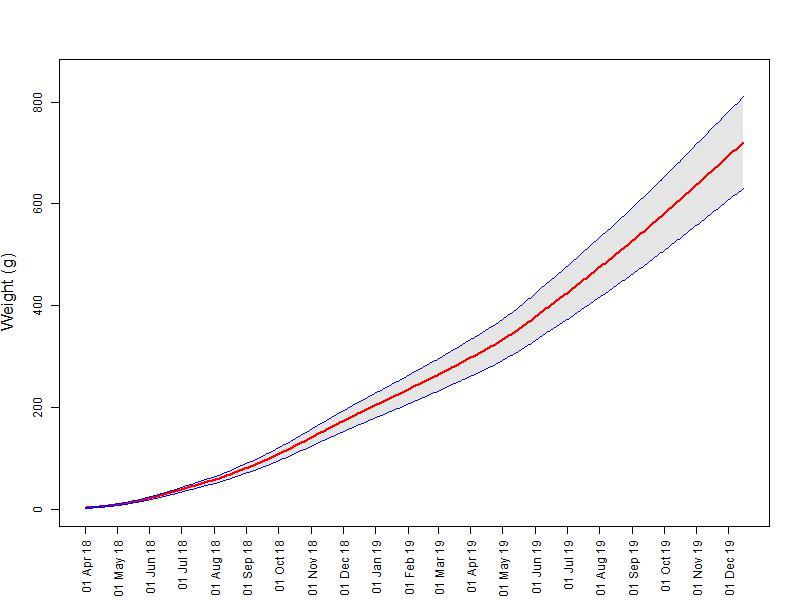 Weight (g)
800
600
400
200
0
01 Apr 18
01 May 18
01 Jun 18
01 Jul 18
01 Aug 18
01 Sep 18
01 Oct 18
01 Nov 18
01 Dec 18
01 Jan 19
01 Feb 19
01 Mar 19
01 Apr 19
01 May 19
01 Jun 19
01 Jul 19
01 Aug 19
01 Sep 19
01 Oct 19
01 Nov 19
01 Dec 19